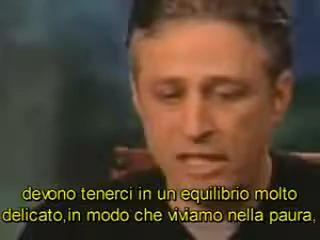 devono tenerci in un equilibrio molto
delicato,in modo che viviamo nella paura,